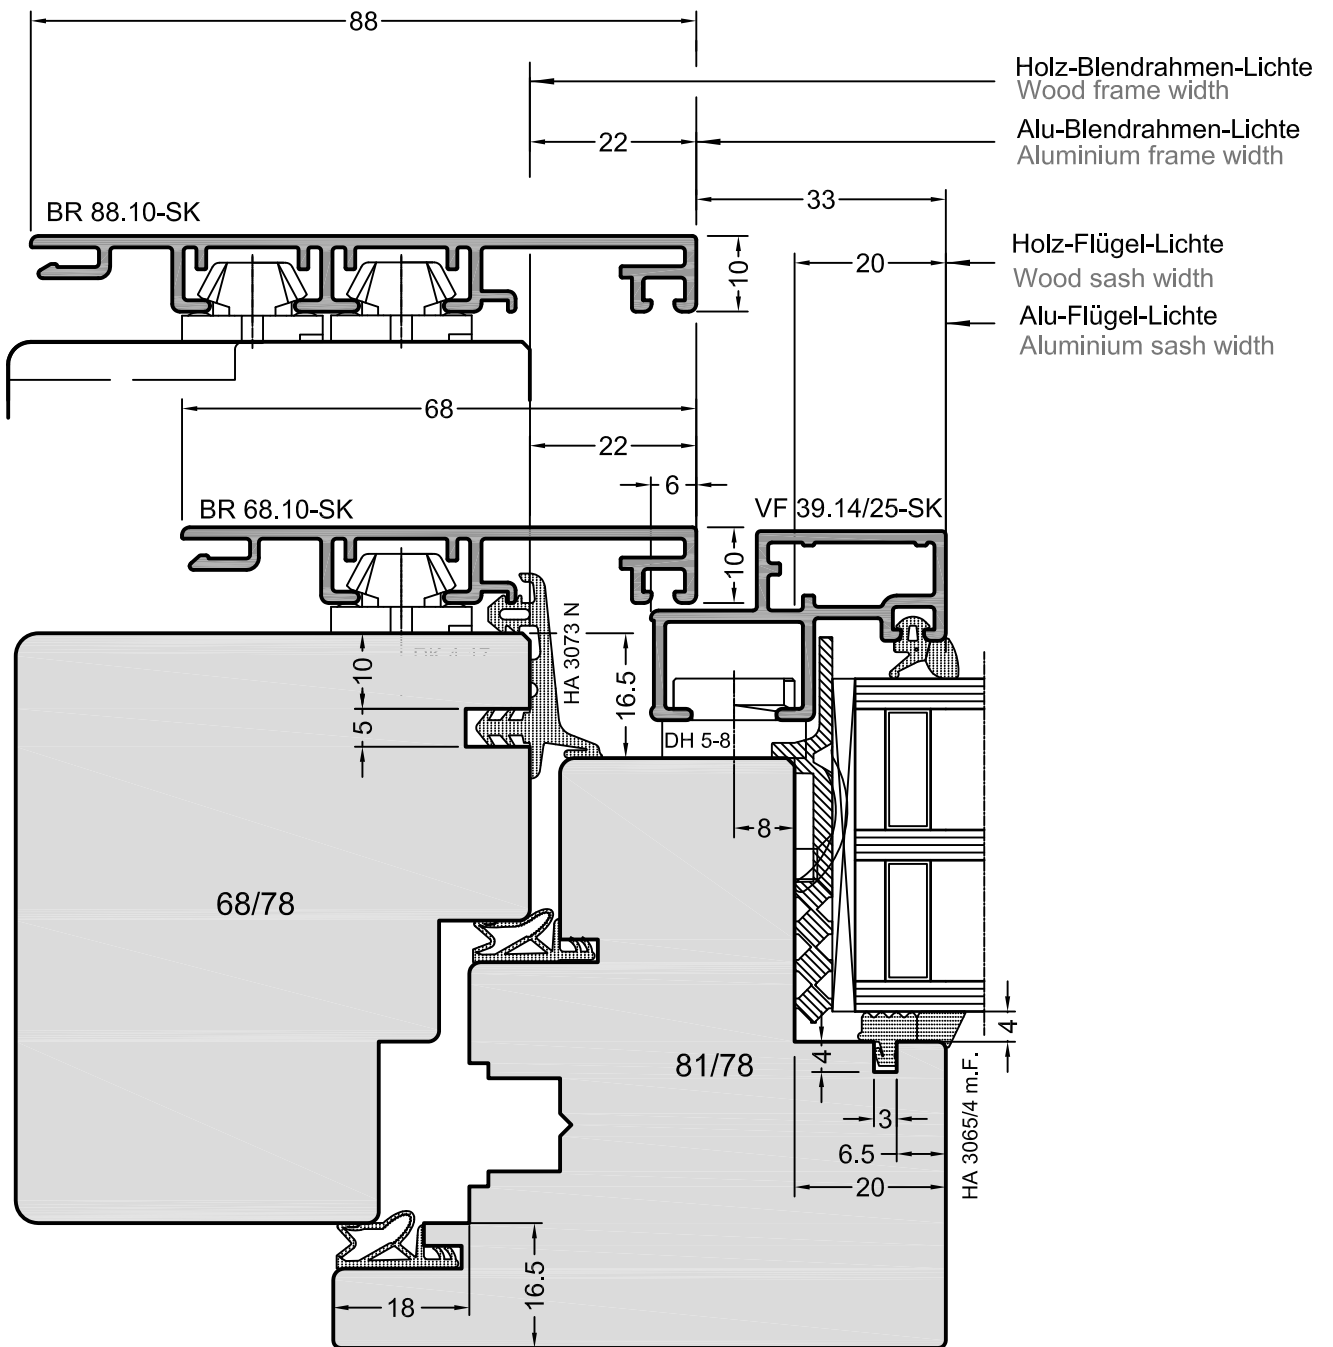 88
Holz-Blendrahmen-Lichte
Wood frame width
22
Alu-Blendrahmen-Lichte
Aluminium frame width
33
BR 88.10-SK
Holz-Flügel-Lichte
20
10
Wood sash width
Alu-Flügel-Lichte
Aluminium sash width
68
22
6
BR 68.10-SK
VF 39.14/25-SK
10
HA 3073 N
10
16.5
5
DH 5-8
8
68/78
4
4
81/78
3
HA 3065/4 m.F.
6.5
20
16.5
18